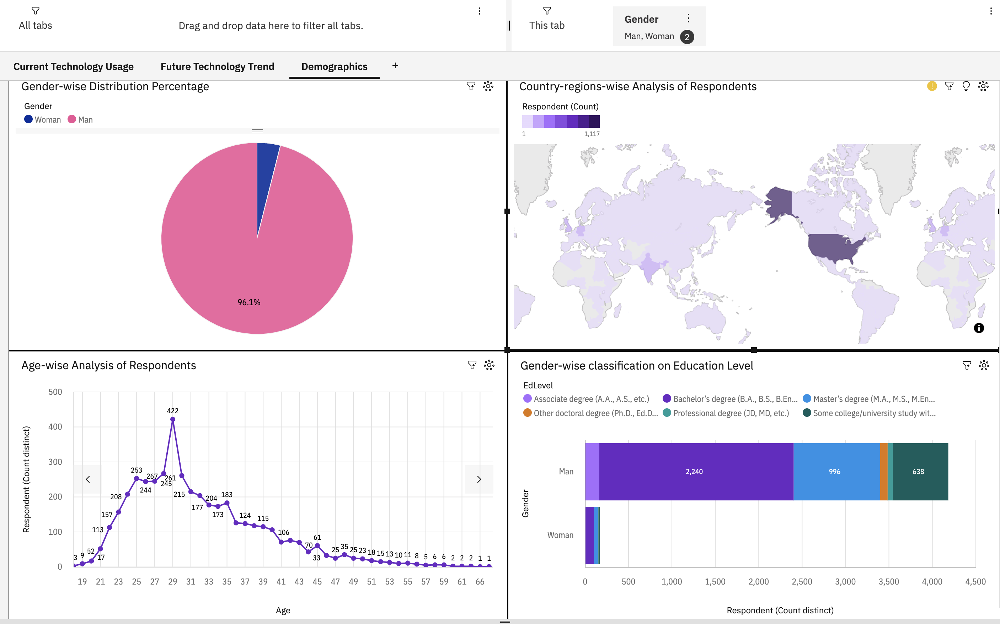 All tabs
Drag and drop data here to filter all tabs.
This tab
Gender
Man, Woman 2
Current Technology Usage
Future Technology Trend
Demographics
+
Gender-wise Distribution Percentage
Gender
Woman Man
96.1%
Country-regions-wise Analysis of Respondents
Respondent (Count)
1 1,117
Age-wise Analysis of Respondents
Respondent (Count distinct)
500
400
300
200
100
0
422
253
267
261
245
244
208
215
204
183
177
173
157
124
115
113
106
70
61
52
17
3
9
33
25
35
25
23
18
15
13
10
11
8
5
6
6
2
2
2
1
1
19 21 23 25 27 29 31 33 35 37 39 41 43 45 47 49 51 53 55 57 59 61 66
Age
Gender-wise classification on Education Level
EdLevel
Associate degree (A.A., A.S., etc.) Bachelor’s degree (B.A., B.S., B.En... Master’s degree (M.A., M.S., M.En...
Other doctoral degree (Ph.D., Ed.D... Professional degree (JD, MD, etc.) Some college/university study wit...
Gender
Man 2,240 996 638
Woman
0 500 1,000 1,500 2,000 2,500 3,000 3,500 4,000 4,500
Respondent (Count distinct)